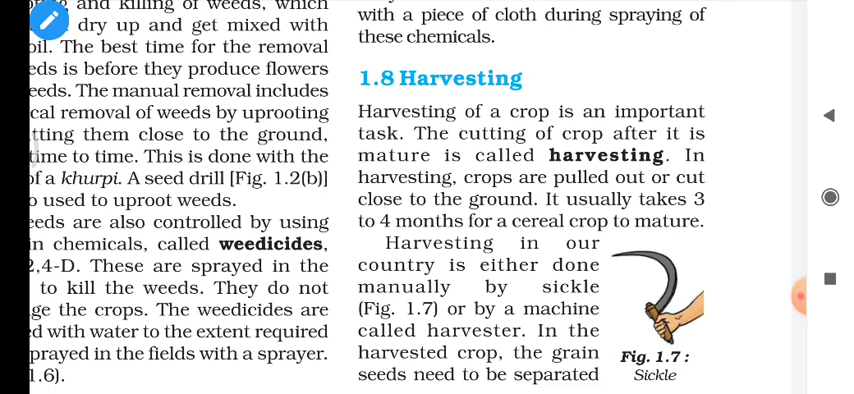 and killing of weeds, which
dry up and get mixed with
The best time for the removal
is before they produce flowers
The manual removal includes
removal of weeds by uprooting
them close to the ground,
time to time. This is done with the
of a khurpi. A seed drill [Fig. 1.2(b)]
used to uproot weeds.
are also controlled by using
chemicals, called weedicides,
2,4-D. These are sprayed in the
to kill the weeds. They do not
the crops. The weedicides are
with water to the extent required
in the fields with a sprayer.
1.6).
with a piece of cloth during spraying of
these chemicals.
1.8 Harvesting
Harvesting of a crop is an important
task. The cutting of crop after it is
mature is called harvesting. In
harvesting, crops are pulled out or cut
close to the ground. It usually takes 3
to 4 months for a cereal crop to mature.
Harvesting in our
country is either done
manually by sickle
(Fig. 1.7) or by a machine
called harvester. In the
harvested crop, the grain
seeds need to be separated
Fig. 1.7 :
Sickle